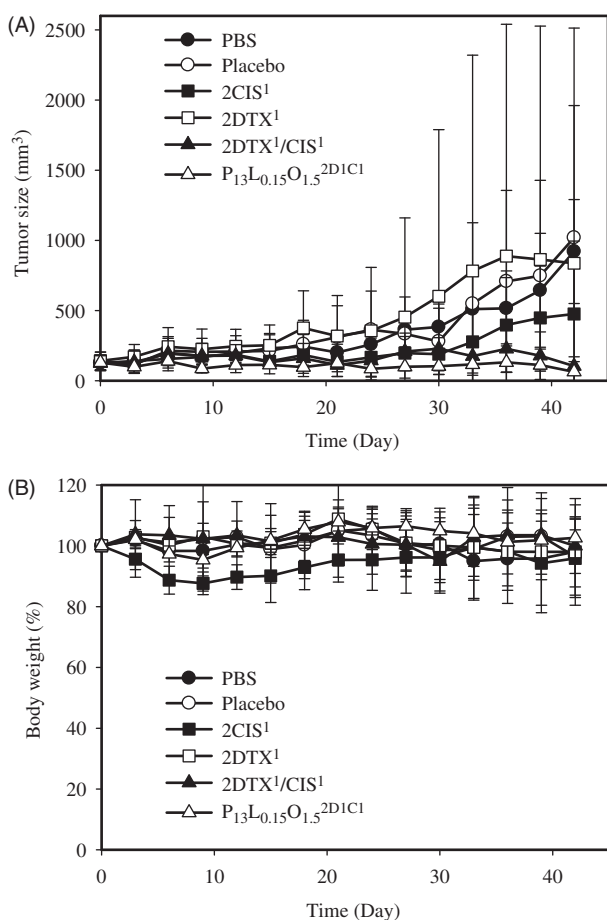 (A)
2500
2000
1500
1000
500
0
Tumor size (mm³)
PBS
Placebo
2CIS¹
2DTX¹
2DTX¹/CIS¹
P₁₃L₀.₁₅O₁.₅²ᴰ¹ᶜ¹
0 10 20 30 40
Time (Day)
(B)
120
100
80
60
40
20
0
Body weight (%)
PBS
Placebo
2CIS¹
2DTX¹
2DTX¹/CIS¹
P₁₃L₀.₁₅O₁.₅²ᴰ¹ᶜ¹
0 10 20 30 40
Time (Day)